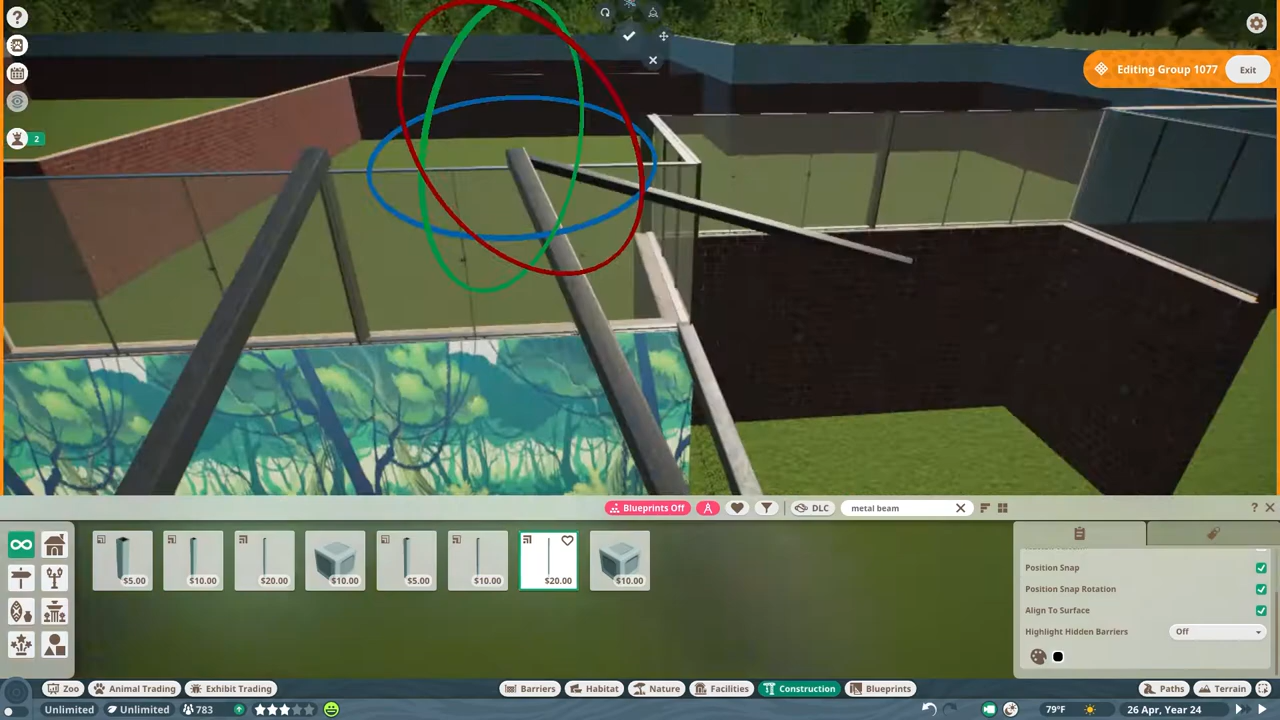 ?
Editing Group 1077
Exit
2
Blueprints Off
DLC
metal beam
?
$5.00
$10.00
$20.00
$10.00
$5.00
$10.00
$20.00
$10.00
Position Snap
Position Snap Rotation
Align To Surface
Highlight Hidden Barriers
Off
Zoo
Animal Trading
Exhibit Trading
Barriers
Habitat
Nature
Facilities
Construction
Blueprints
Paths
Terrain
Unlimited
Unlimited
783
79°F
26 Apr, Year 24